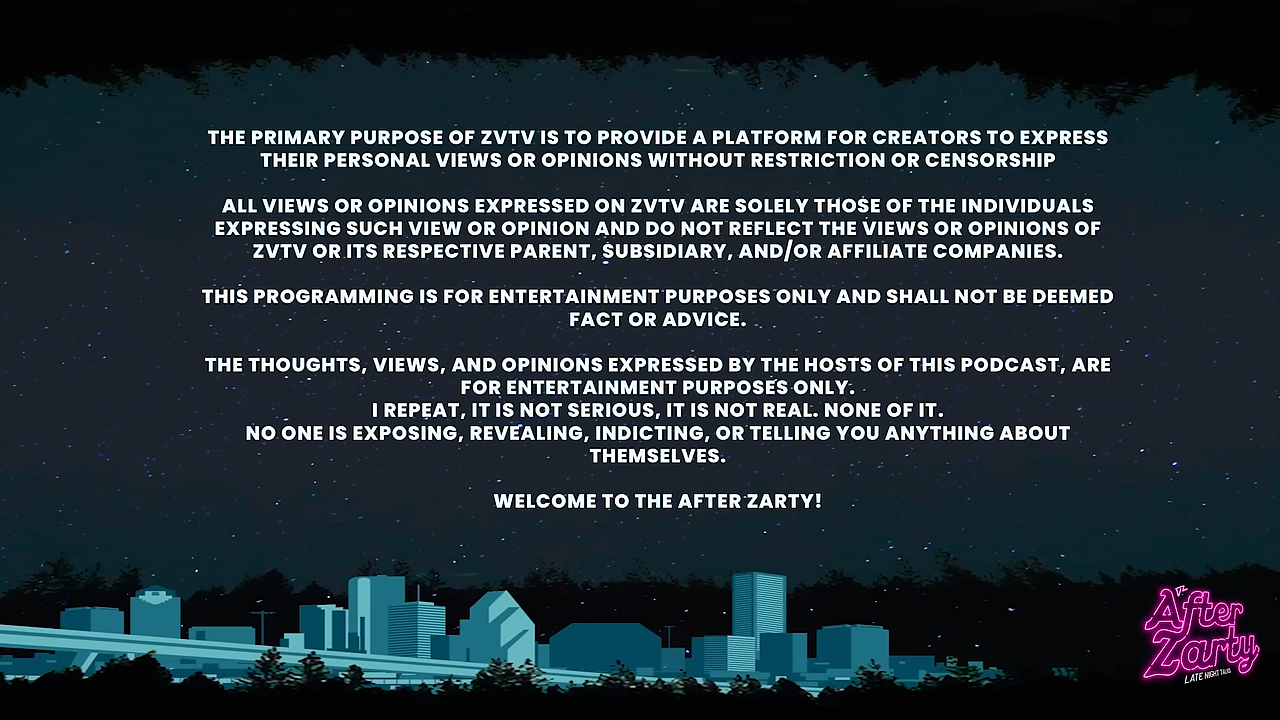 THE PRIMARY PURPOSE OF ZVTV IS TO PROVIDE A PLATFORM FOR CREATORS TO EXPRESS
THEIR PERSONAL VIEWS OR OPINIONS WITHOUT RESTRICTION OR CENSORSHIP
ALL VIEWS OR OPINIONS EXPRESSED ON ZVTV ARE SOLELY THOSE OF THE INDIVIDUALS
EXPRESSING SUCH VIEW OR OPINION AND DO NOT REFLECT THE VIEWS OR OPINIONS OF
ZVTV OR ITS RESPECTIVE PARENT, SUBSIDIARY, AND/OR AFFILIATE COMPANIES.
THIS PROGRAMMING IS FOR ENTERTAINMENT PURPOSES ONLY AND SHALL NOT BE DEEMED
FACT OR ADVICE.
THE THOUGHTS, VIEWS, AND OPINIONS EXPRESSED BY THE HOSTS OF THIS PODCAST, ARE
FOR ENTERTAINMENT PURPOSES ONLY.
I REPEAT, IT IS NOT SERIOUS, IT IS NOT REAL. NONE OF IT.
NO ONE IS EXPOSING, REVEALING, INDICTING, OR TELLING YOU ANYTHING ABOUT
THEMSELVES.
WELCOME TO THE AFTER ZARTY!
After
Zarty
LATE NIGHT TALKS